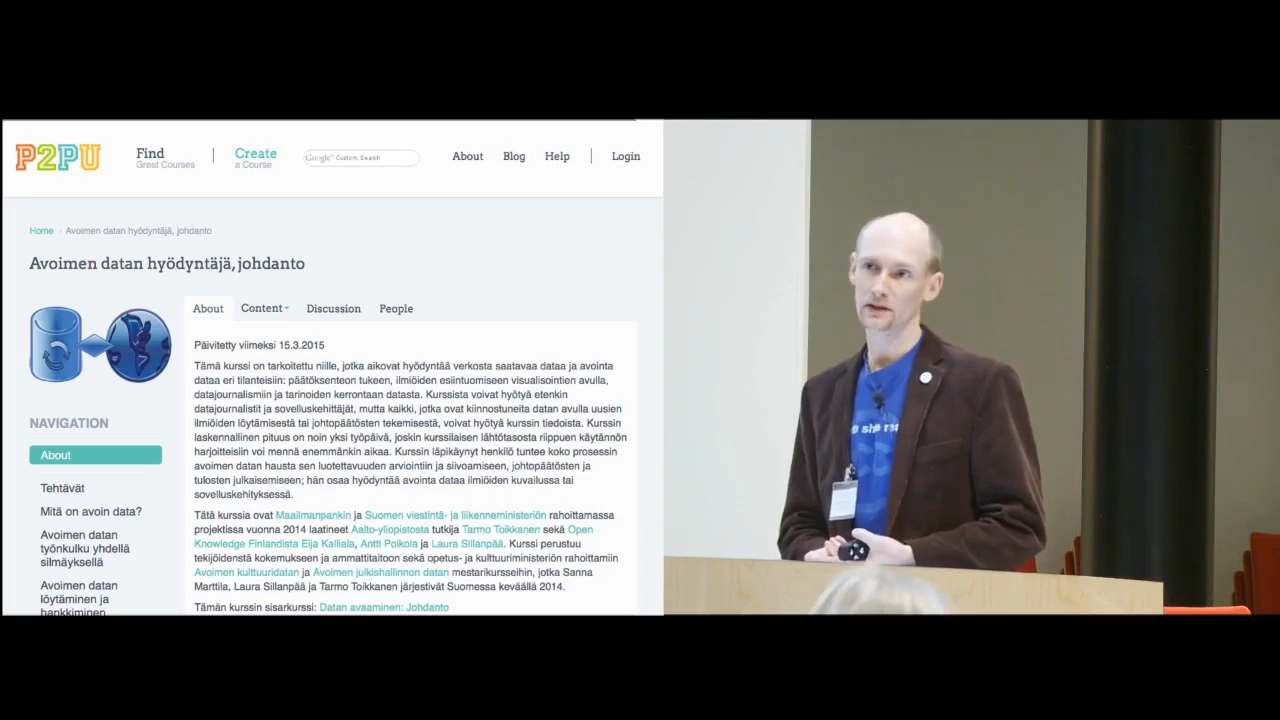 P2PU
Find
Great Courses
Create
a Course
Google™ Custom Search
About
Blog
Help
Login
Home
Avoimen datan hyödyntäjä, johdanto
Avoimen datan hyödyntäjä, johdanto
About
Content
Discussion
People
NAVIGATION
About
Tehtävät
Mitä on avoin data?
Avoimen datan
työnkulku yhdellä
silmäyksellä
Avoimen datan
löytäminen ja
hankkiminen
Päivitetty viimeksi 15.3.2015
Tämä kurssi on tarkoitettu niille, jotka aikovat hyödyntää verkosta saatavaa dataa ja avointa
dataa eri tilanteisiin: päätöksenteon tukeen, ilmiöiden esiintuomiseen visualisointien avulla,
datajournalismiin ja tarinoiden kerrontaan datasta. Kurssista voivat hyötyä etenkin
datajournalistit ja sovelluskehittäjät, mutta kaikki, jotka ovat kiinnostuneita datan avulla uusien
ilmiöiden löytämisestä tai johtopäätösten tekemisestä, voivat hyötyä kurssin tiedoista. Kurssin
laskennallinen pituus on noin yksi työpäivä, joskin kurssilaisen lähtötasosta riippuen käytännön
harjoitteisiin voi mennä enemmänkin aikaa. Kurssin läpikäynyt henkilö tuntee koko prosessin
avoimen datan hausta sen luotettavuuden arviointiin ja siivoamiseen, johtopäätösten ja
tulosten julkaisemiseen; hän osaa hyödyntää avointa dataa ilmiöiden kuvailussa tai
sovelluskehityksessä.
Tätä kurssia ovat Maailmanpankin ja Suomen viestintä- ja liikenneministeriön rahoittamassa
projektissa vuonna 2014 laatineet Aalto-yliopistosta tutkija Tarmo Toikkanen sekä Open
Knowledge Finlandista Eija Kalliala, Antti Poikola ja Laura Sillanpää. Kurssi perustuu
tekijöidenstä kokemukseen ja ammattitaitoon sekä opetus- ja kulttuuriministeriön rahoittamiin
Avoimen kulttuuridatan ja Avoimen julkishallinnon datan mestarikursseihin, jotka Sanna
Marttila, Laura Sillanpää ja Tarmo Toikkanen järjestivät Suomessa keväällä 2014.
Tämän kurssin sisarkurssi: Datan avaaminen: Johdanto
she